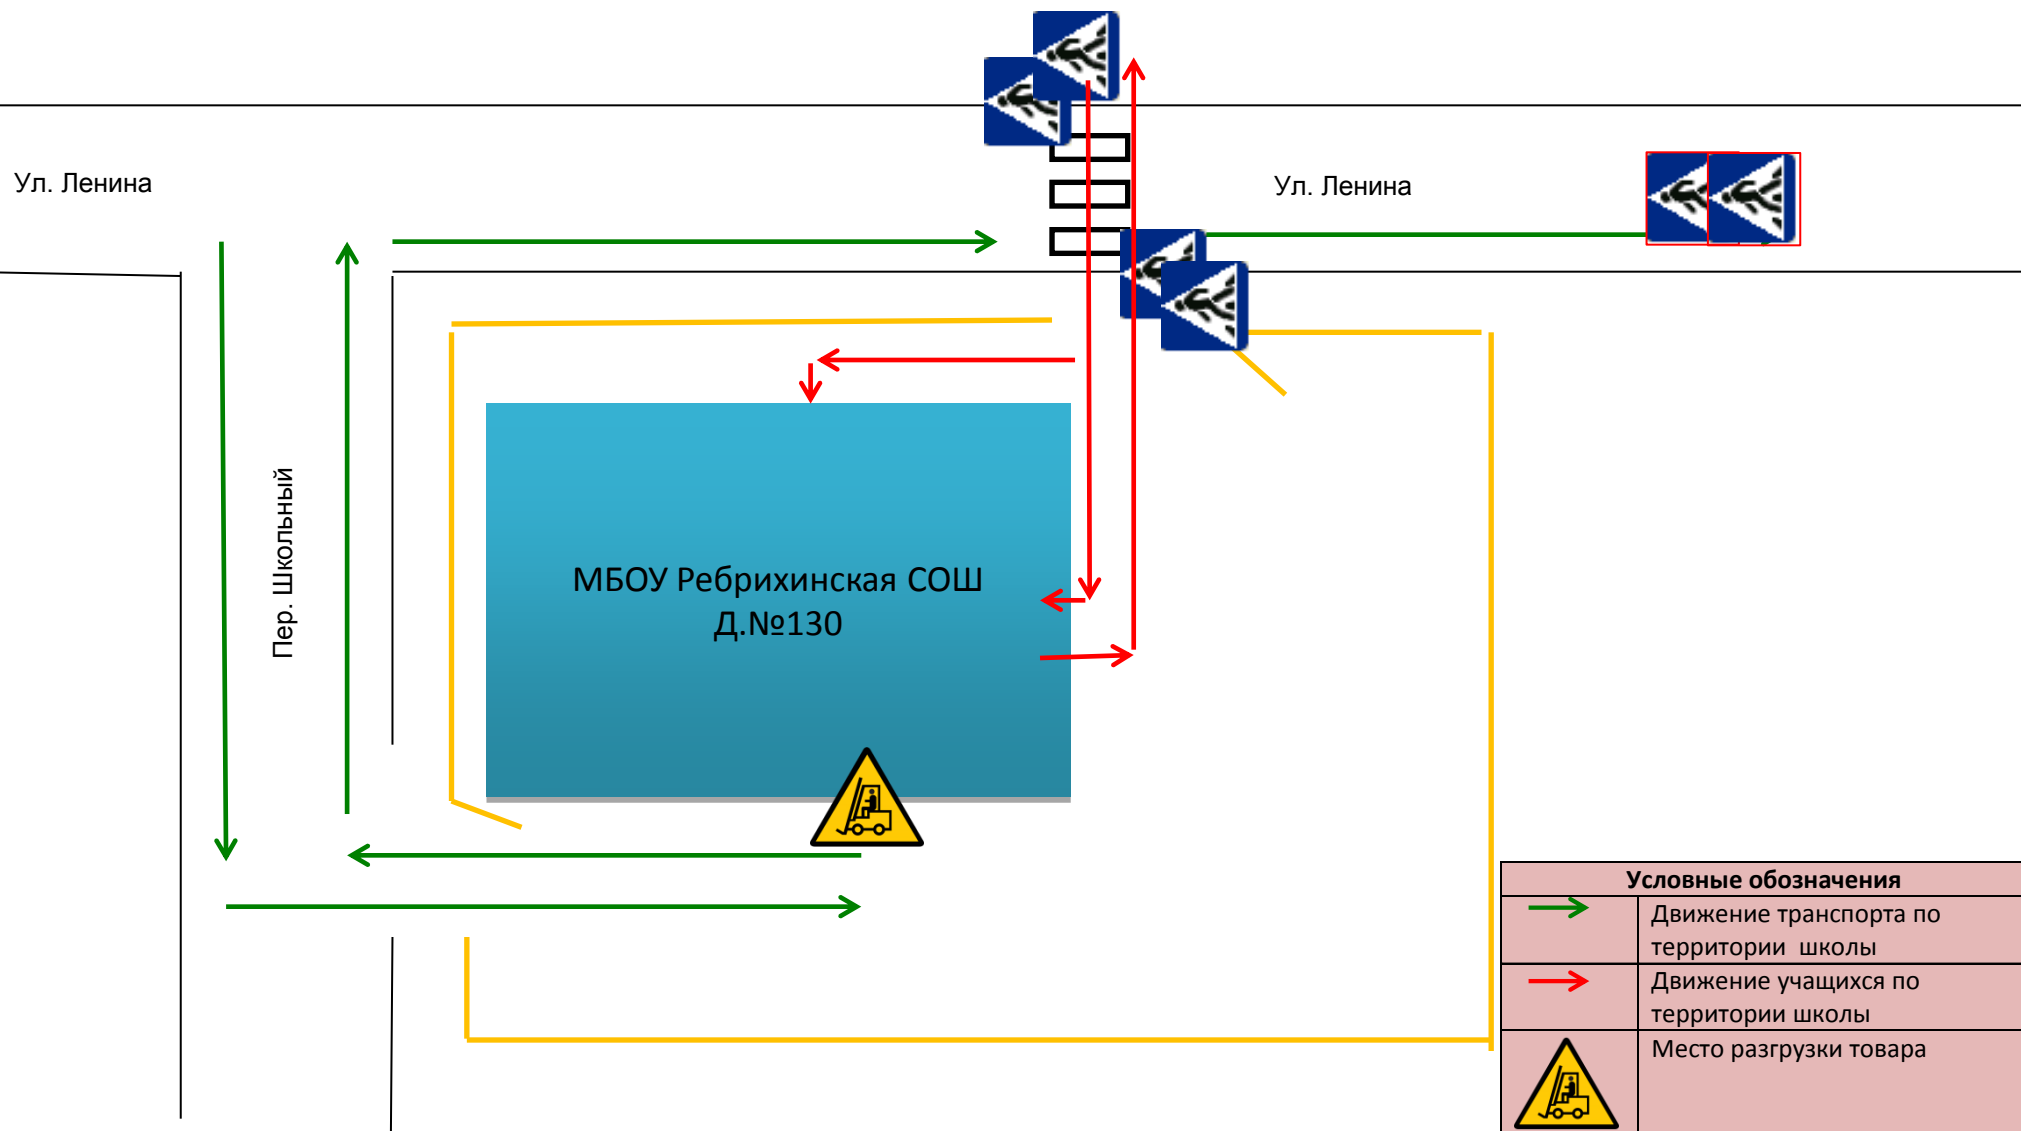 Ул. Ленина
Ул. Ленина
Пер. Школьный
МБОУ Ребрихинская СОШ
Д.№130
Условные обозначения
Движение транспорта по
территории школы
Движение учащихся по
территории школы
Место разгрузки товара